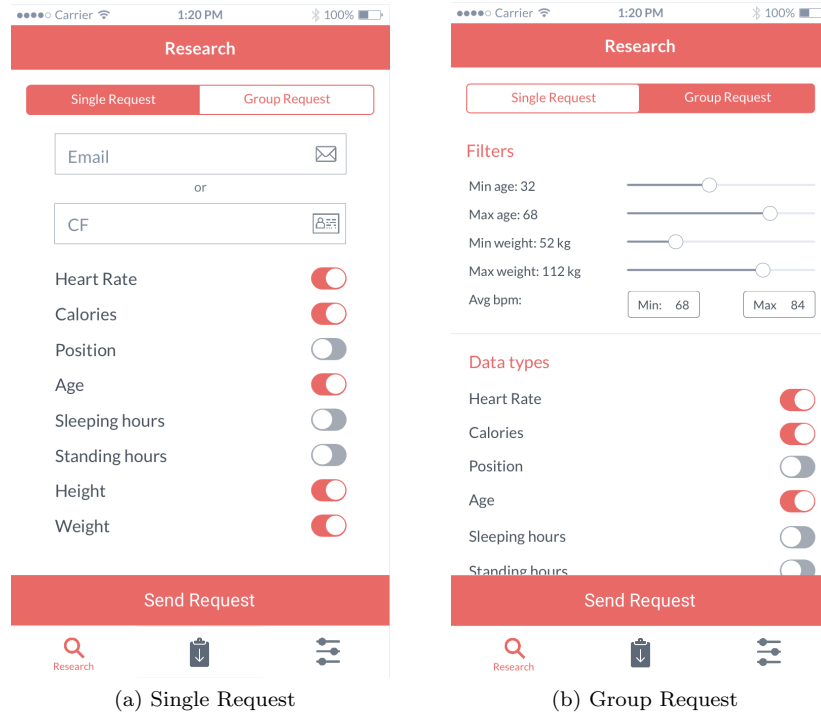 Carrier 1:20 PM 100%
Research
Single Request Group Request
Email
or
CF
Heart Rate
Calories
Position
Age
Sleeping hours
Standing hours
Height
Weight
Send Request
Research
(a) Single Request
Carrier 1:20 PM 100%
Research
Single Request Group Request
Filters
Min age: 32
Max age: 68
Min weight: 52 kg
Max weight: 112 kg
Avg bpm: Min: 68 Max 84
Data types
Heart Rate
Calories
Position
Age
Sleeping hours
Standing hours
Send Request
Research
(b) Group Request